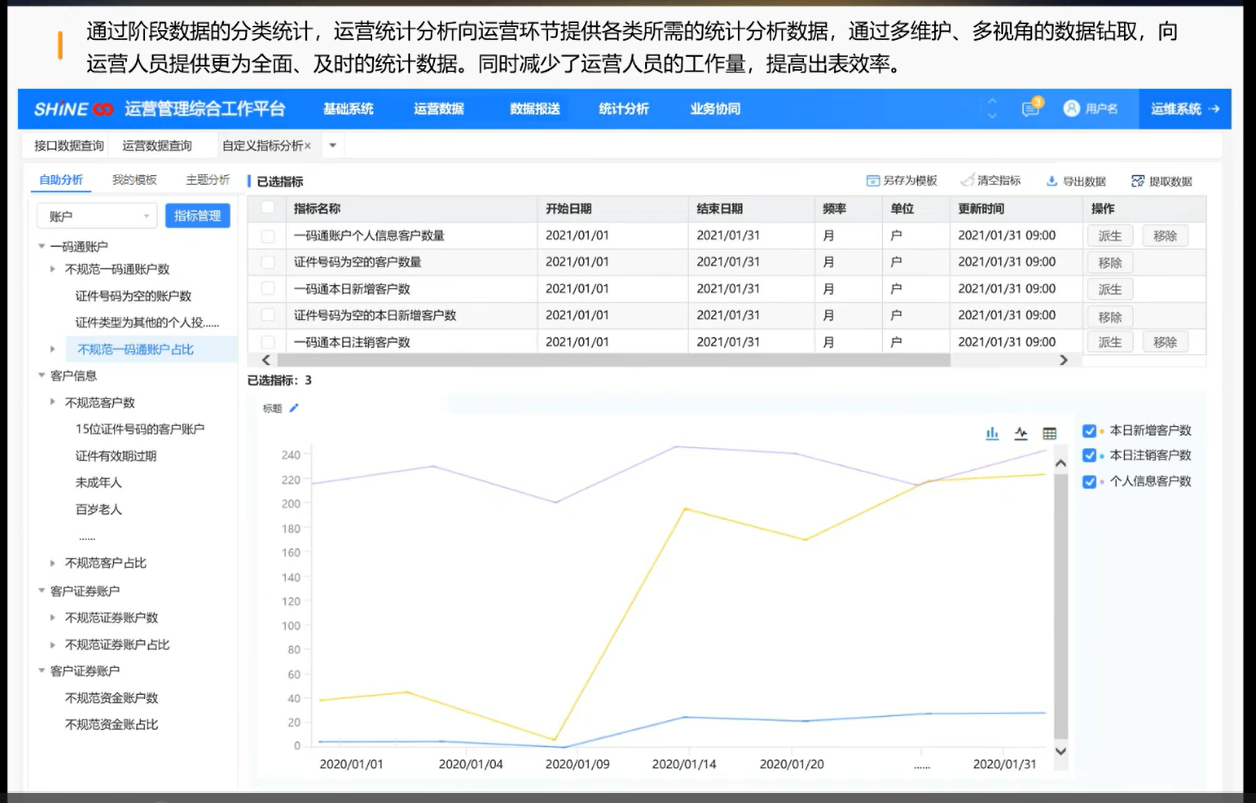 通过阶段数据的分类统计，运营统计分析向运营环节提供各类所需的统计分析数据，通过多维护、多视角的数据钻取，向
运营人员提供更为全面、及时的统计数据。同时减少了运营人员的工作量，提高出表效率。
SHiNE 运营管理综合工作平台 基础系统 运营数据 数据报送 统计分析 业务协同 3 用户名 运维系统 →
接口数据查询 运营数据查询 自定义指标分析×
自助分析 我的模板 主题分析 已选指标 另存为模板 清空指标 导出数据 提取数据
账户 指标管理
指标名称 开始日期 结束日期 频率 单位 更新时间 操作
一码通账户个人信息客户数量 2021/01/01 2021/01/31 月 户 2021/01/31 09:00 派生 移除
证件号码为空的客户数量 2021/01/01 2021/01/31 月 户 2021/01/31 09:00 移除
一码通本日新增客户数 2021/01/01 2021/01/31 月 户 2021/01/31 09:00 派生
证件号码为空的本日新增客户数 2021/01/01 2021/01/31 月 户 2021/01/31 09:00 移除
一码通本日注销客户数 2021/01/01 2021/01/31 月 户 2021/01/31 09:00 派生 移除
一码通账户
不规范一码通账户数
证件号码为空的账户数
证件类型为其他的个人投......
不规范一码通账户占比
客户信息
不规范客户数
15位证件号码的客户账户
证件有效期过期
未成年人
百岁老人
......
不规范客户占比
客户证券账户
不规范证券账户数
不规范证券账户占比
客户证券账户
不规范资金账户数
不规范资金账占比
已选指标：3
标题
本日新增客户数
本日注销客户数
个人信息客户数
240
220
200
180
160
140
120
100
80
60
40
20
0
2020/01/01 2020/01/04 2020/01/09 2020/01/14 2020/01/20 ...... 2020/01/31